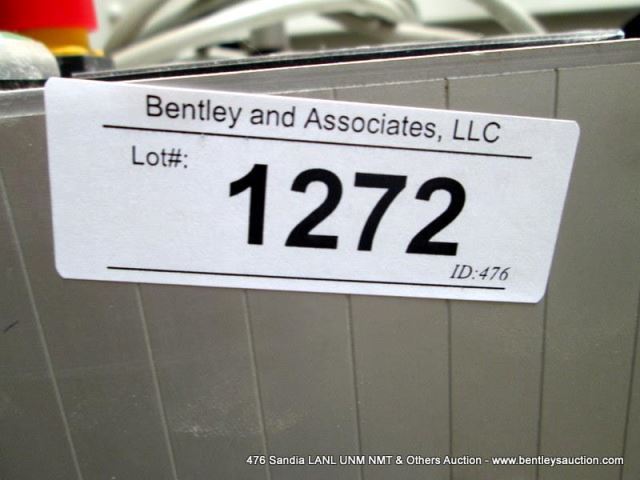 Bentley and Associates, LLC
Lot#:
1272
ID:476
476 Sandia LANL UNM NMT & Others Auction - www.bentleysauction.com